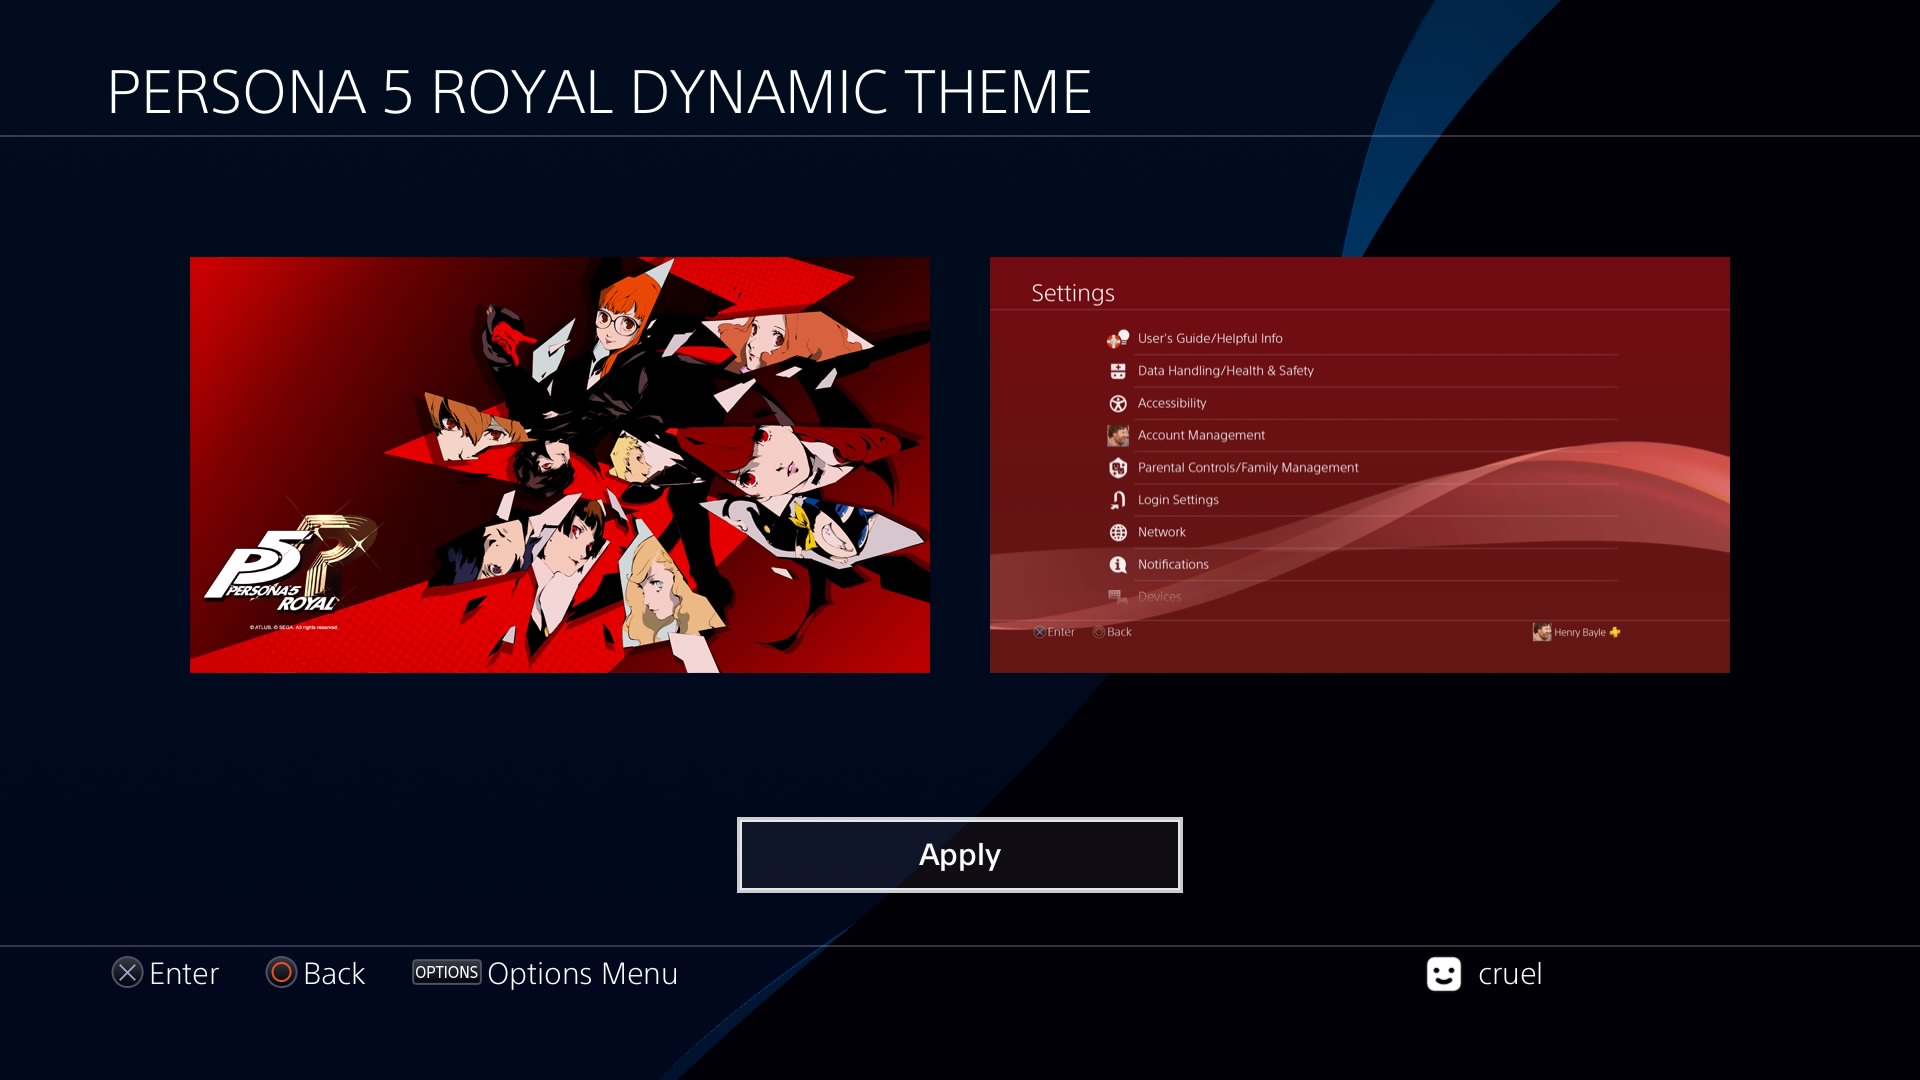 PERSONA 5 ROYAL DYNAMIC THEME
P5R
PERSONA5
ROYAL
© ATLUS. © SEGA. All rights reserved.
Settings
User's Guide/Helpful Info
Data Handling/Health & Safety
Accessibility
Account Management
Parental Controls/Family Management
Login Settings
Network
Notifications
Devices
Enter
Back
Henry Bayle
Apply
Enter
Back
OPTIONS Options Menu
cruel